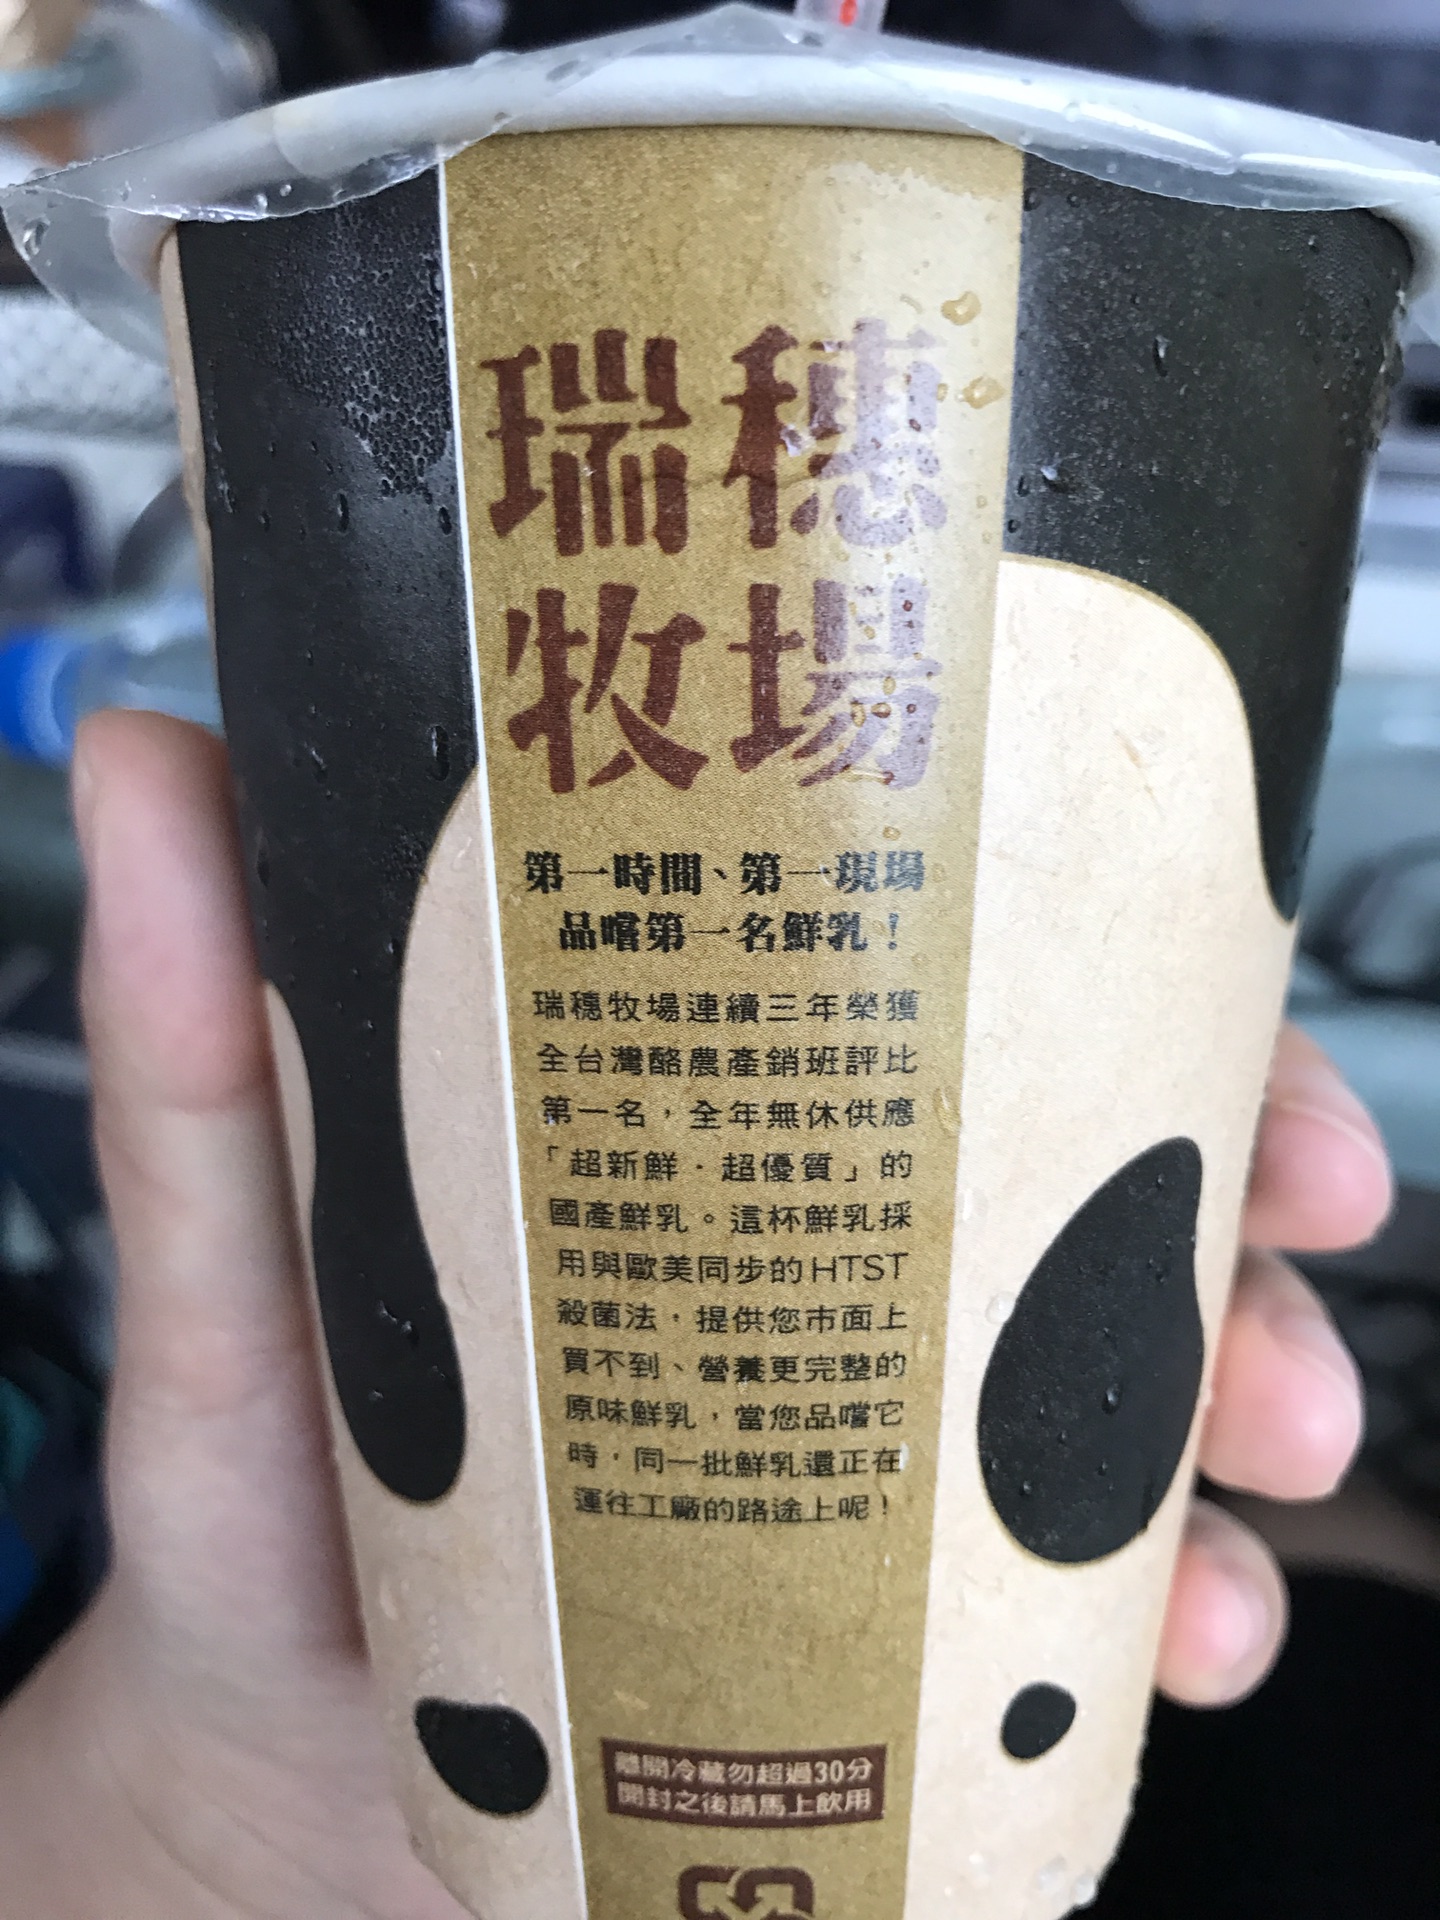 瑞穗
牧場
第一時間、第一現場
品嚐第一名鮮乳！
瑞穗牧場連續三年榮獲
全台灣酪農產銷班評比
第一名，全年無休供應
「超新鮮．超優質」的
國產鮮乳。這杯鮮乳採
用與歐美同步的HTST
殺菌法，提供您市面上
買不到、營養更完整的
原味鮮乳，當您品嚐它
時，同一批鮮乳還正在
運往工廠的路途上呢！
離開冷藏勿超過30分
開封之後請馬上飲用